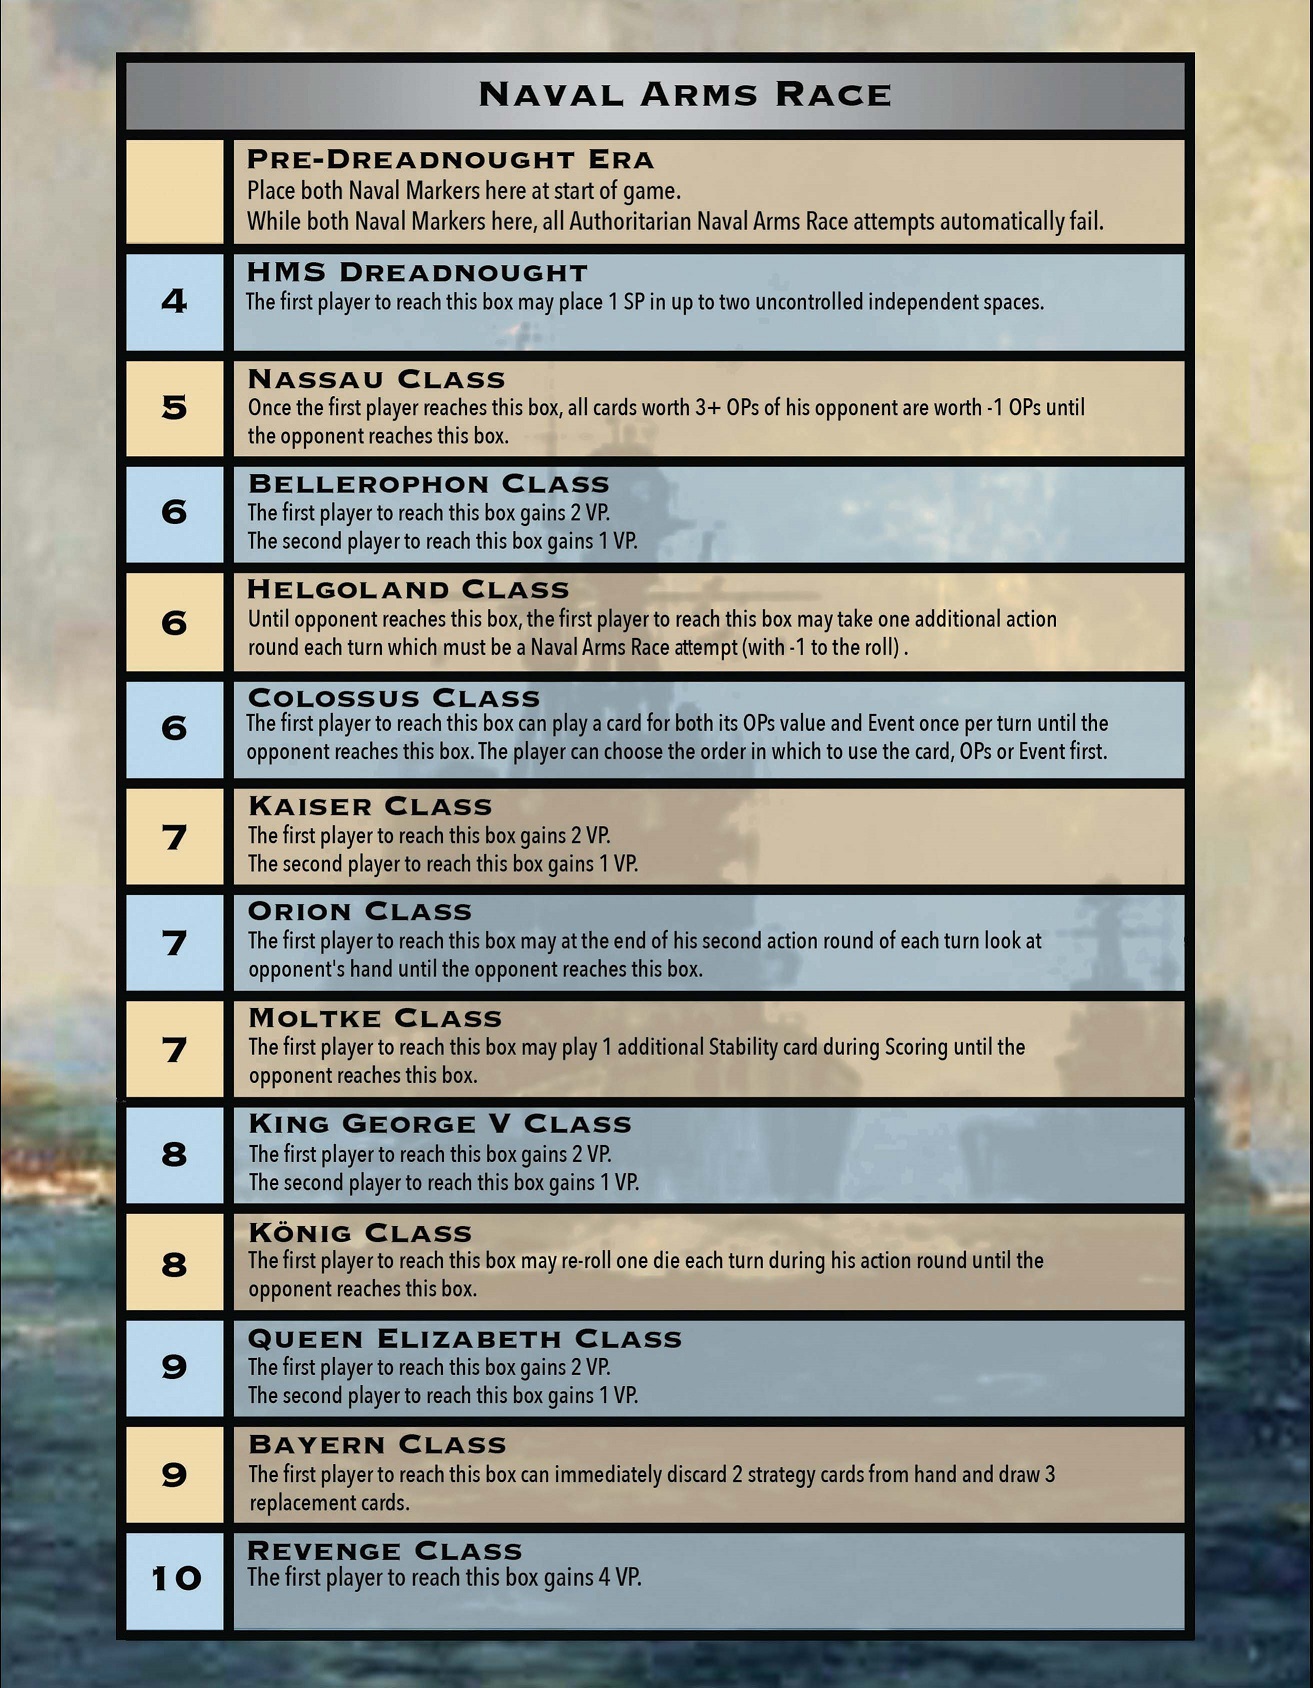 NAVAL ARMS RACE
PRE-DREADNOUGHT ERA
Place both Naval Markers here at start of game.
While both Naval Markers here, all Authoritarian Naval Arms Race attempts automatically fail.
4
HMS DREADNOUGHT
The first player to reach this box may place 1 SP in up to two uncontrolled independent spaces.
5
NASSAU CLASS
Once the first player reaches this box, all cards worth 3+ OPs of his opponent are worth -1 OPs until
the opponent reaches this box.
6
BELLEROPHON CLASS
The first player to reach this box gains 2 VP.
The second player to reach this box gains 1 VP.
6
HELGOLAND CLASS
Until opponent reaches this box, the first player to reach this box may take one additional action
round each turn which must be a Naval Arms Race attempt (with -1 to the roll) .
6
COLOSSUS CLASS
The first player to reach this box can play a card for both its OPs value and Event once per turn until the
opponent reaches this box. The player can choose the order in which to use the card, OPs or Event first.
7
KAISER CLASS
The first player to reach this box gains 2 VP.
The second player to reach this box gains 1 VP.
7
ORION CLASS
The first player to reach this box may at the end of his second action round of each turn look at
opponent's hand until the opponent reaches this box.
7
MOLTKE CLASS
The first player to reach this box may play 1 additional Stability card during Scoring until the
opponent reaches this box.
8
KING GEORGE V CLASS
The first player to reach this box gains 2 VP.
The second player to reach this box gains 1 VP.
8
KÖNIG CLASS
The first player to reach this box may re-roll one die each turn during his action round until the
opponent reaches this box.
9
QUEEN ELIZABETH CLASS
The first player to reach this box gains 2 VP.
The second player to reach this box gains 1 VP.
9
BAYERN CLASS
The first player to reach this box can immediately discard 2 strategy cards from hand and draw 3
replacement cards.
10
REVENGE CLASS
The first player to reach this box gains 4 VP.